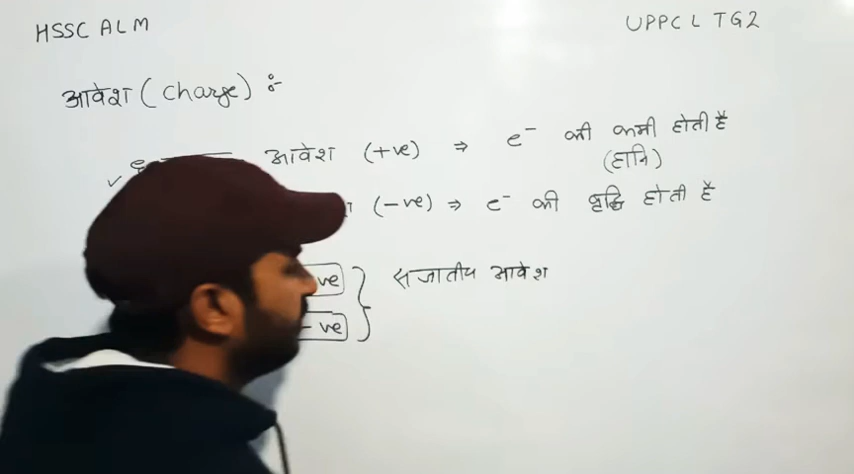 HSSC ALM
UPPCL TG2
आवेश (charge) :-
आवेश (+ve) ⇒ e⁻ की कमी होती है
(हानि)
(-ve) ⇒ e⁻ की वृद्धि होती है
ve
सजातीय आवेश
- ve